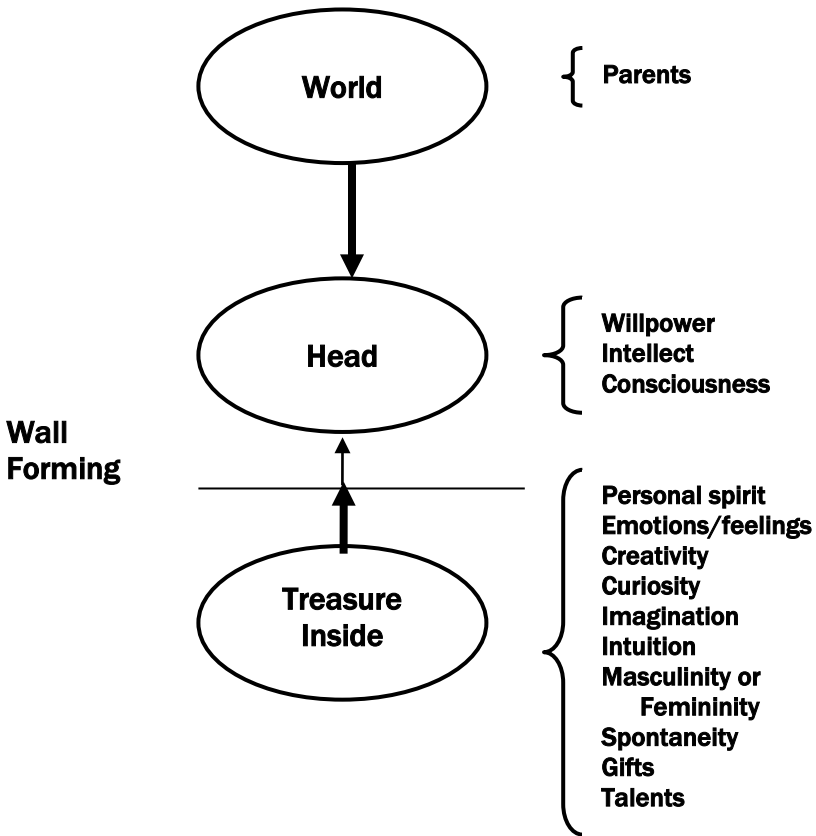 World
Parents
Head
Willpower
Intellect
Consciousness
Wall
Forming
Treasure
Inside
Personal spirit
Emotions/feelings
Creativity
Curiosity
Imagination
Intuition
Masculinity or
Femininity
Spontaneity
Gifts
Talents